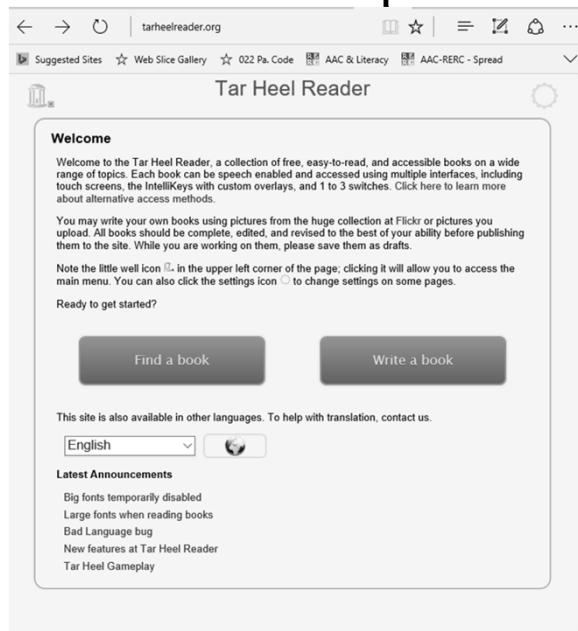 tarheelreader.org
Suggested Sites Web Slice Gallery 022 Pa. Code AAC & Literacy AAC-RERC - Spread
Tar Heel Reader
Welcome
Welcome to the Tar Heel Reader, a collection of free, easy-to-read, and accessible books on a wide
range of topics. Each book can be speech enabled and accessed using multiple interfaces, including
touch screens, the IntelliKeys with custom overlays, and 1 to 3 switches. Click here to learn more
about alternative access methods.
You may write your own books using pictures from the huge collection at Flickr or pictures you
upload. All books should be complete, edited, and revised to the best of your ability before publishing
them to the site. While you are working on them, please save them as drafts.
Note the little well icon in the upper left corner of the page; clicking it will allow you to access the
main menu. You can also click the settings icon to change settings on some pages.
Ready to get started?
Find a book Write a book
This site is also available in other languages. To help with translation, contact us.
English
Latest Announcements
Big fonts temporarily disabled
Large fonts when reading books
Bad Language bug
New features at Tar Heel Reader
Tar Heel Gameplay